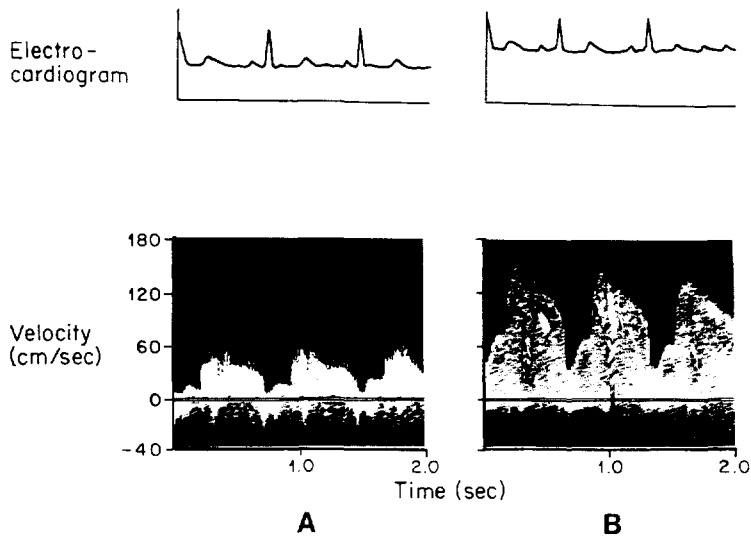 Electro-
cardiogram
180
120
60
0
-40
Velocity
(cm/sec)
1.0
2.0
1.0
2.0
Time (sec)
A
B